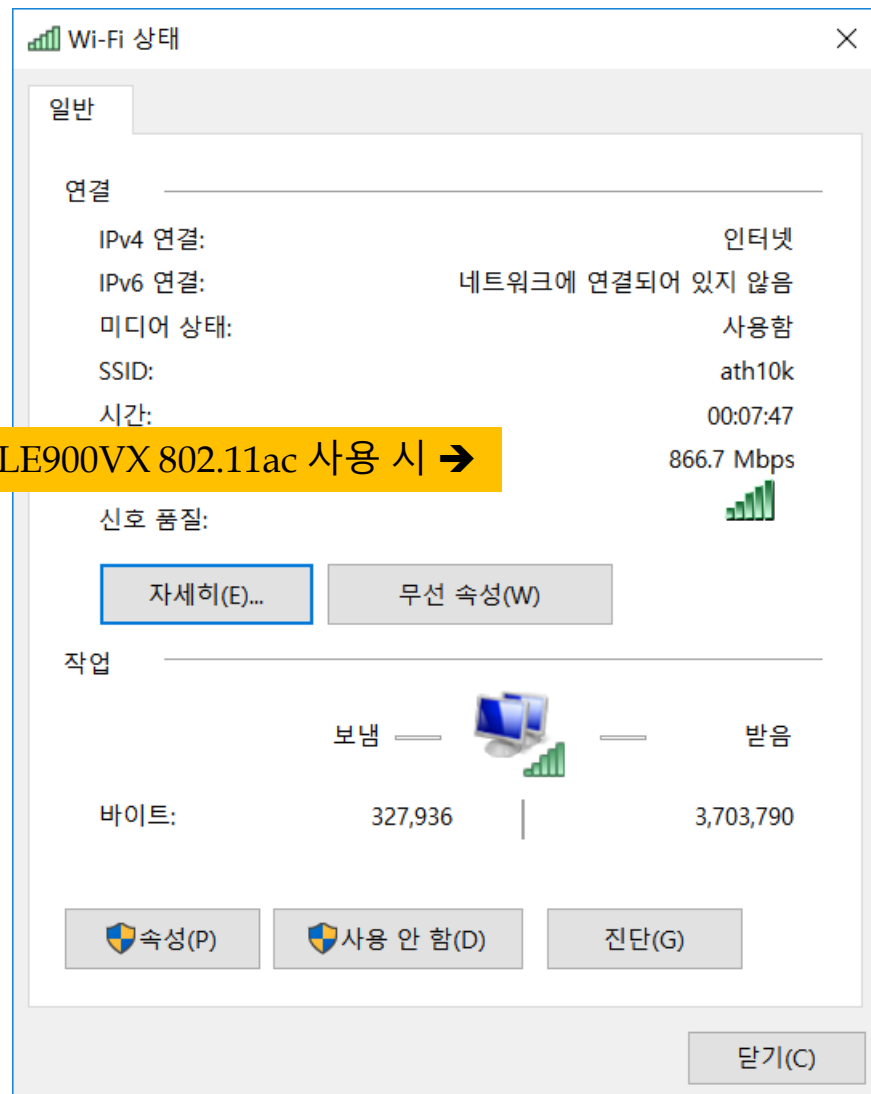 Wi-Fi 상태
일반
연결
IPv4 연결: 인터넷
IPv6 연결: 네트워크에 연결되어 있지 않음
미디어 상태: 사용함
SSID: ath10k
시간: 00:07:47
LE900VX 802.11ac 사용 시 ➔ 866.7 Mbps
신호 품질:
자세히(E)... 무선 속성(W)
작업
보냄 받음
바이트: 327,936 3,703,790
속성(P) 사용 안 함(D) 진단(G)
닫기(C)